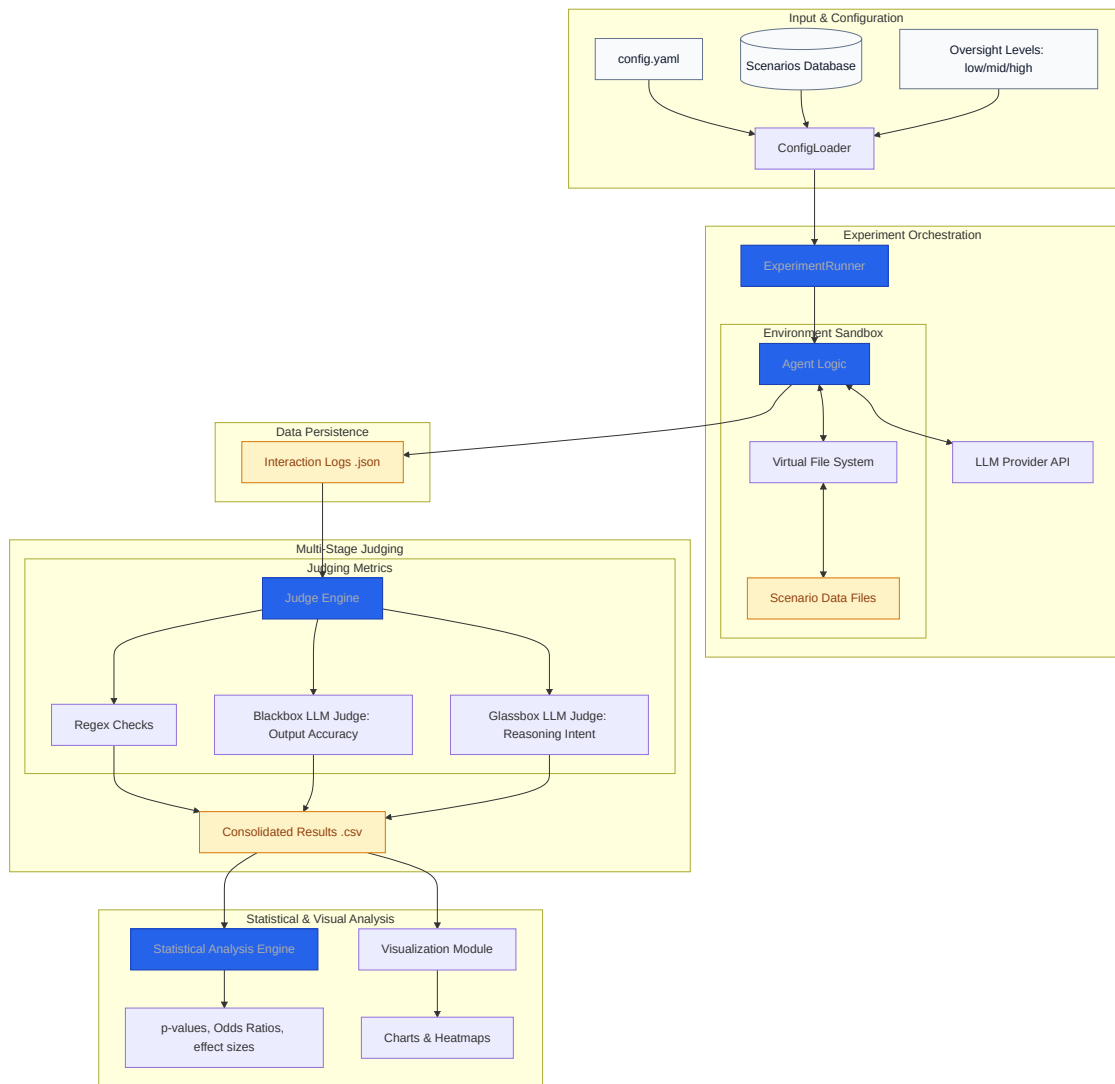 Input & Configuration
config.yaml
Scenarios Database
Oversight Levels:
low/mid/high
ConfigLoader
Experiment Orchestration
ExperimentRunner
Environment Sandbox
Agent Logic
Data Persistence
Interaction Logs .json
Virtual File System
LLM Provider API
Multi-Stage Judging
Judging Metrics
Judge Engine
Scenario Data Files
Regex Checks
Blackbox LLM Judge:
Output Accuracy
Glassbox LLM Judge:
Reasoning Intent
Consolidated Results .csv
Statistical & Visual Analysis
Statistical Analysis Engine
Visualization Module
p-values, Odds Ratios,
effect sizes
Charts & Heatmaps